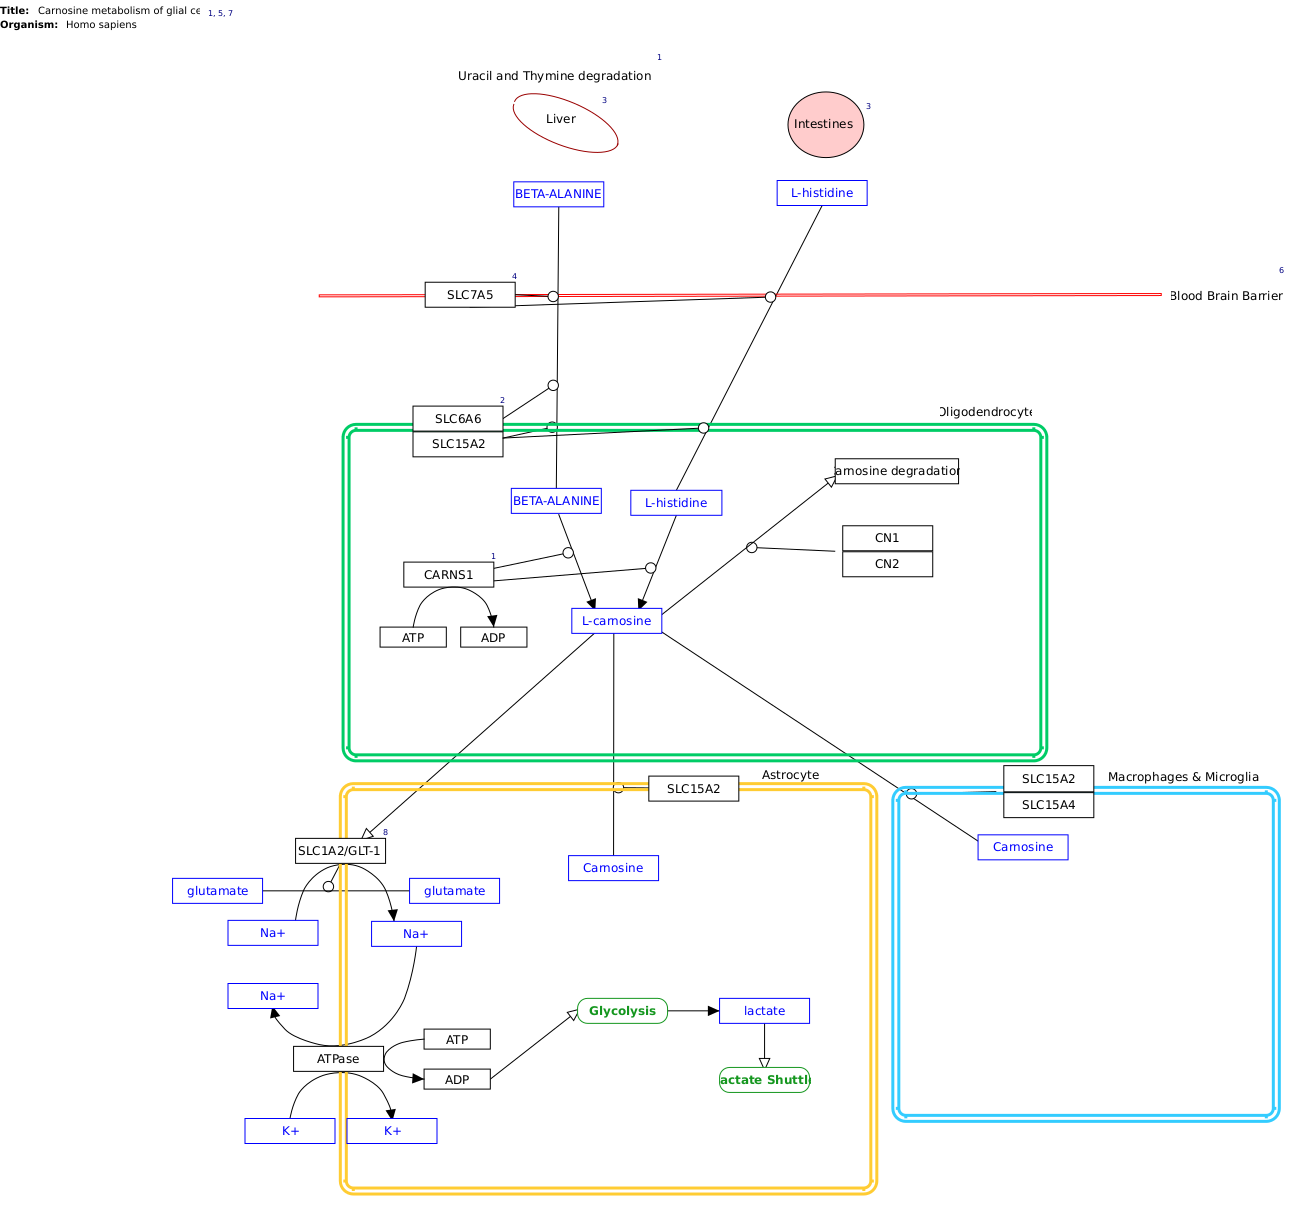 Title: Carnosine metabolism of glial ce 1, 5, 7
Organism: Homo sapiens
1
Uracil and Thymine degradation
3
Liver
3
Intestines
BETA-ALANINE
L-histidine
4
SLC7A5
6
Blood Brain Barrier
2
SLC6A6
SLC15A2
Oligodendrocyte
arnosine degradation
BETA-ALANINE
L-histidine
CN1
CN2
1
CARNS1
L-carnosine
ATP
ADP
Astrocyte
SLC15A2
SLC15A2
SLC15A4
Macrophages & Microglia
8
SLC1A2/GLT-1
Carnosine
Carnosine
glutamate
glutamate
Na+
Na+
Na+
Glycolysis
lactate
ATPase
ATP
ADP
actate Shuttl
K+
K+